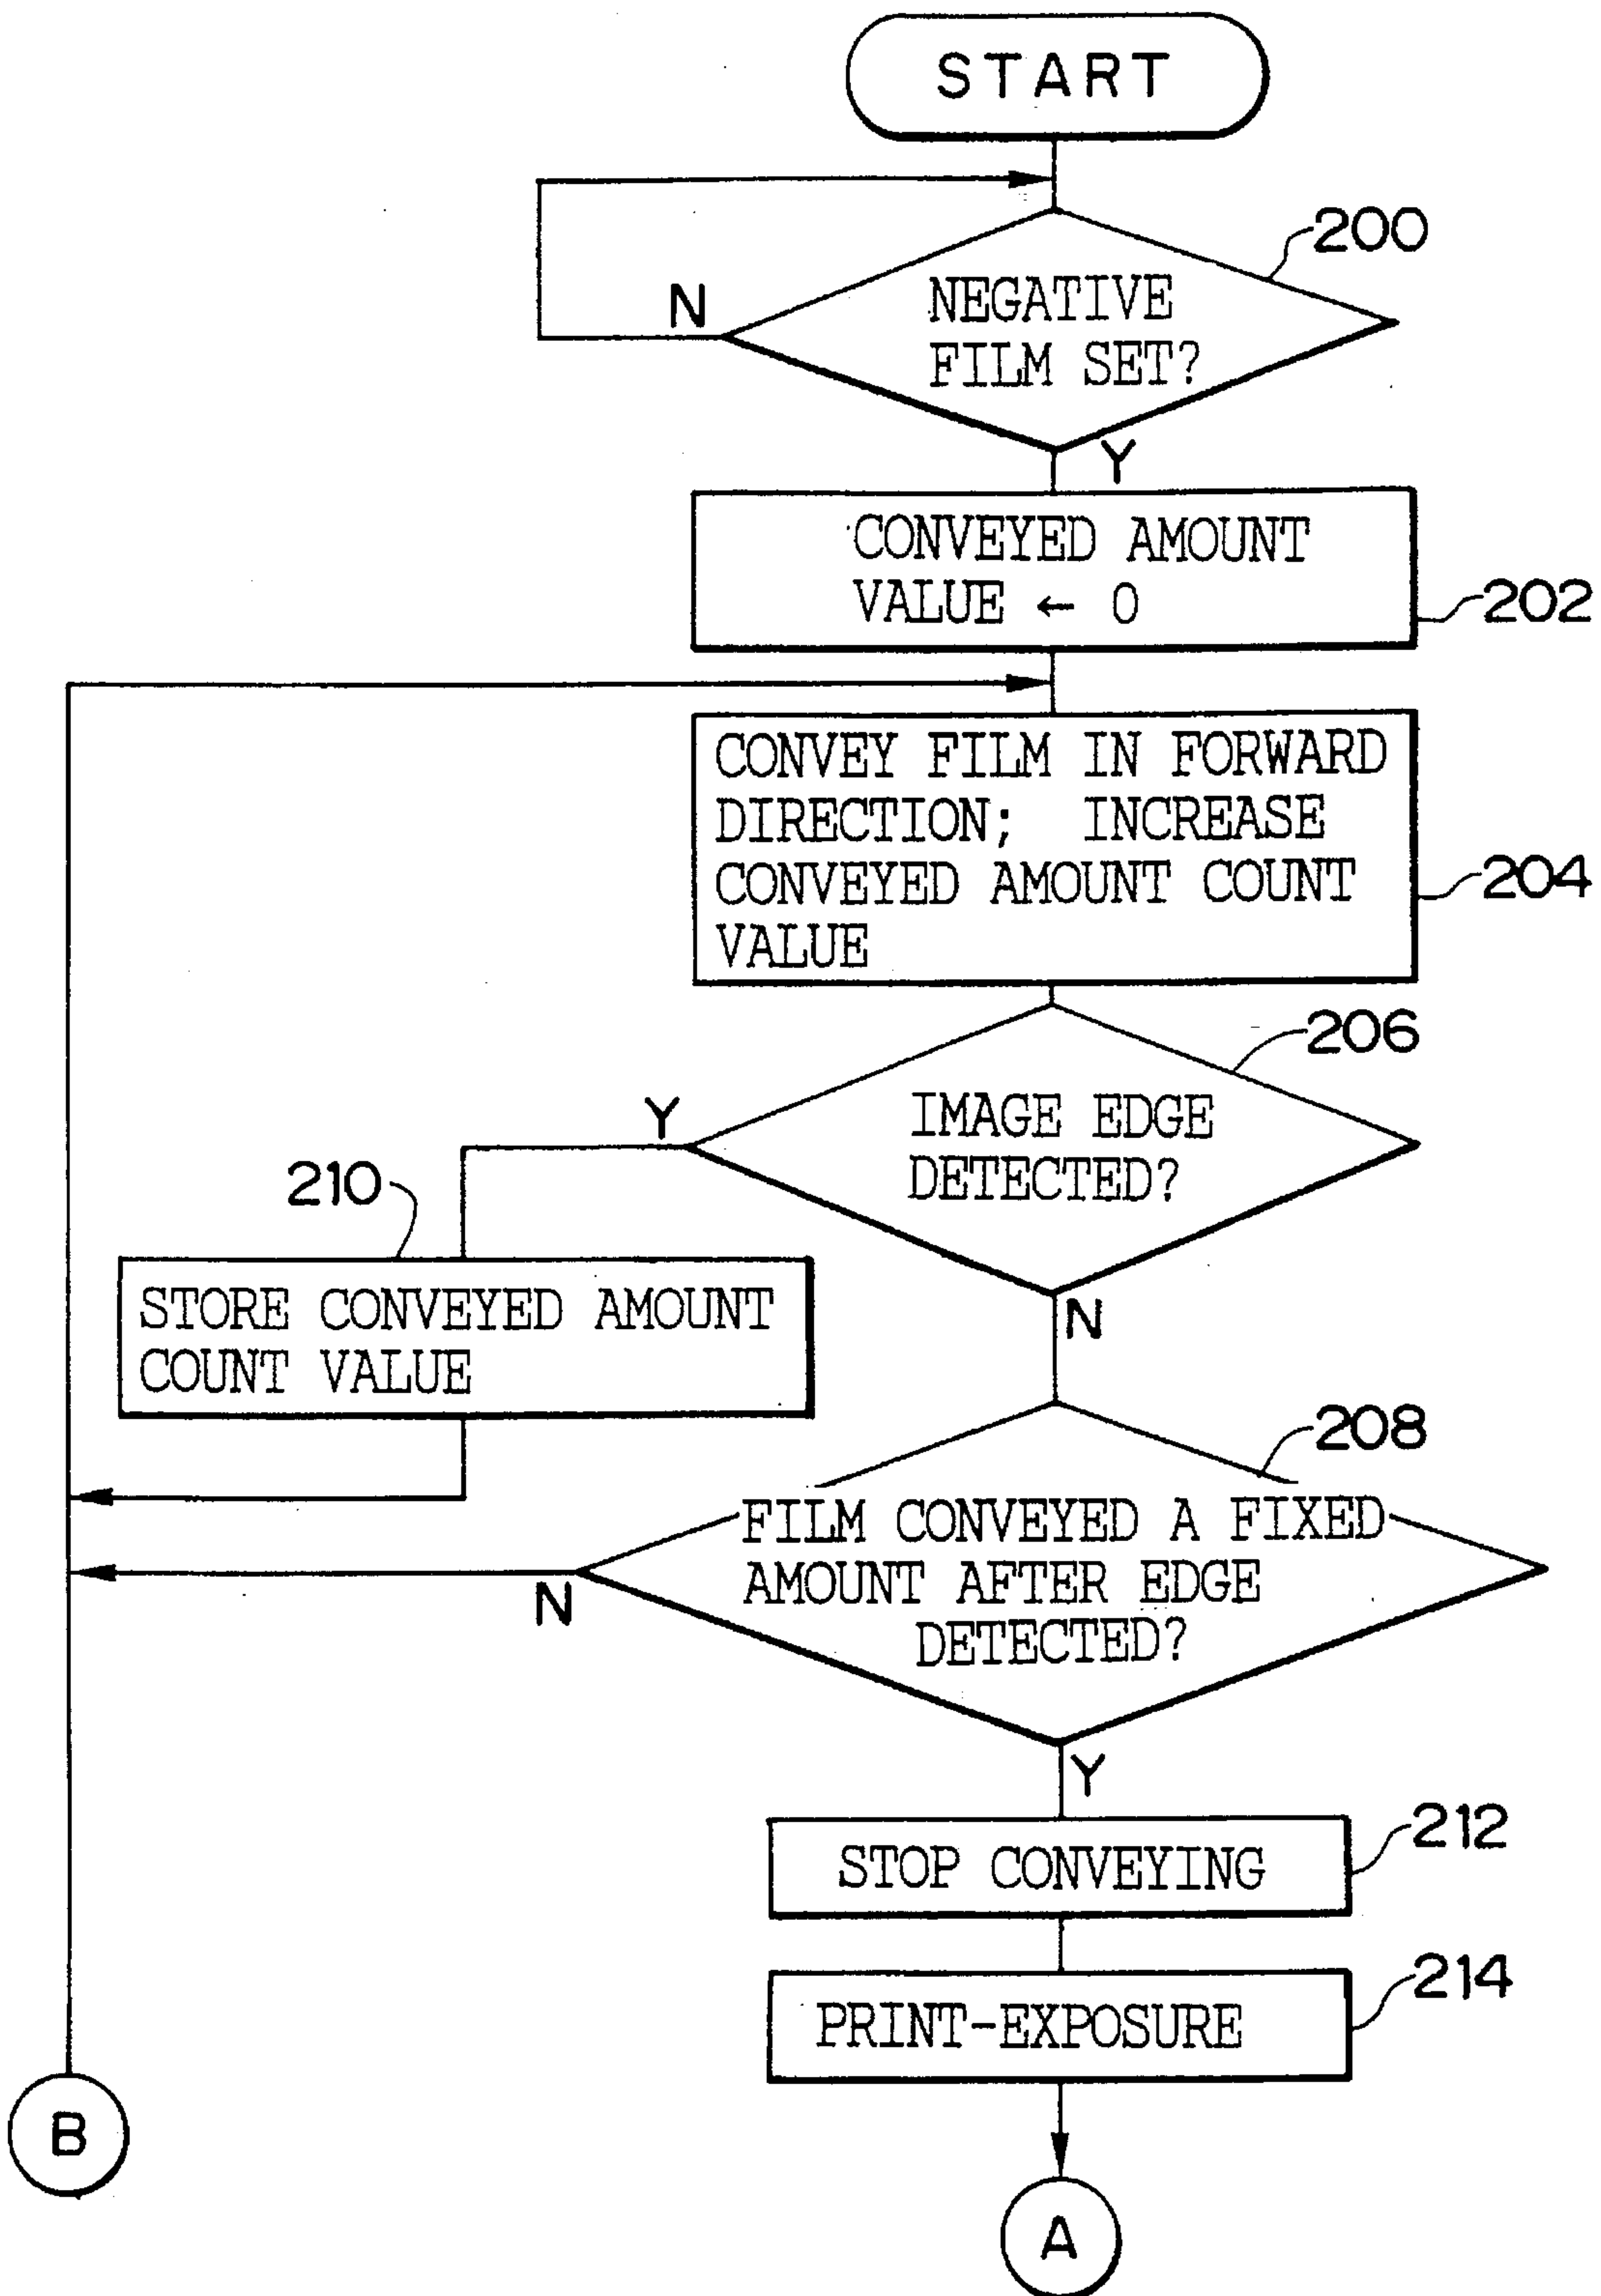 START
200
N
NEGATIVE
FILM SET?
Y
CONVEYED AMOUNT
VALUE ← 0
202
CONVEY FILM IN FORWARD
DIRECTION; INCREASE
CONVEYED AMOUNT COUNT
VALUE
204
206
Y
IMAGE EDGE
DETECTED?
210
STORE CONVEYED AMOUNT
COUNT VALUE
N
208
FILM CONVEYED A FIXED
AMOUNT AFTER EDGE
DETECTED?
N
Y
212
STOP CONVEYING
214
PRINT-EXPOSURE
B
A